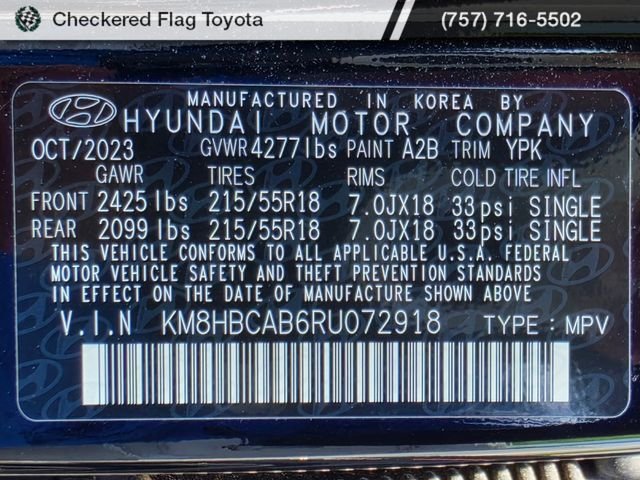 Checkered Flag Toyota (757) 716-5502
MANUFACTURED IN KOREA BY
HYUNDAI MOTOR COMPANY
OCT/2023 GVWR 4277lbs PAINT A2B TRIM YPK
GAWR TIRES RIMS COLD TIRE INFL
FRONT 2425lbs 215/55R18 7.0JX18 33psi SINGLE
REAR 2099lbs 215/55R18 7.0JX18 33psi SINGLE
THIS VEHICLE CONFORMS TO ALL APPLICABLE U.S.A. FEDERAL
MOTOR VEHICLE SAFETY AND THEFT PREVENTION STANDARDS
IN EFFECT ON THE DATE OF MANUFACTURE SHOWN ABOVE
V.I.N KM8HBCAB6RU072918 TYPE : MPV